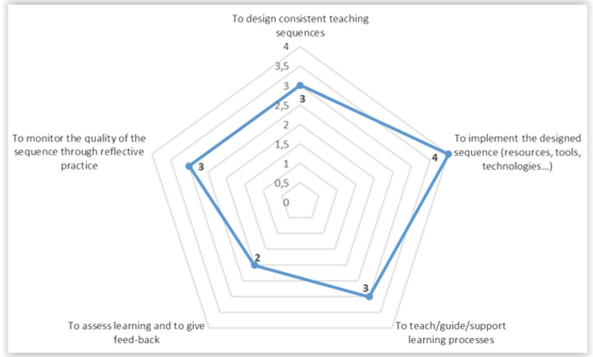 To design consistent teaching
sequences
4
3,5
3
3
2,5
2
1,5
1
0,5
0
To monitor the quality of the
sequence through reflective
practice
3
4
To implement the designed
sequence (resources, tools,
technologies...)
2
3
To assess learning and to give
feed-back
To teach/guide/support
learning processes